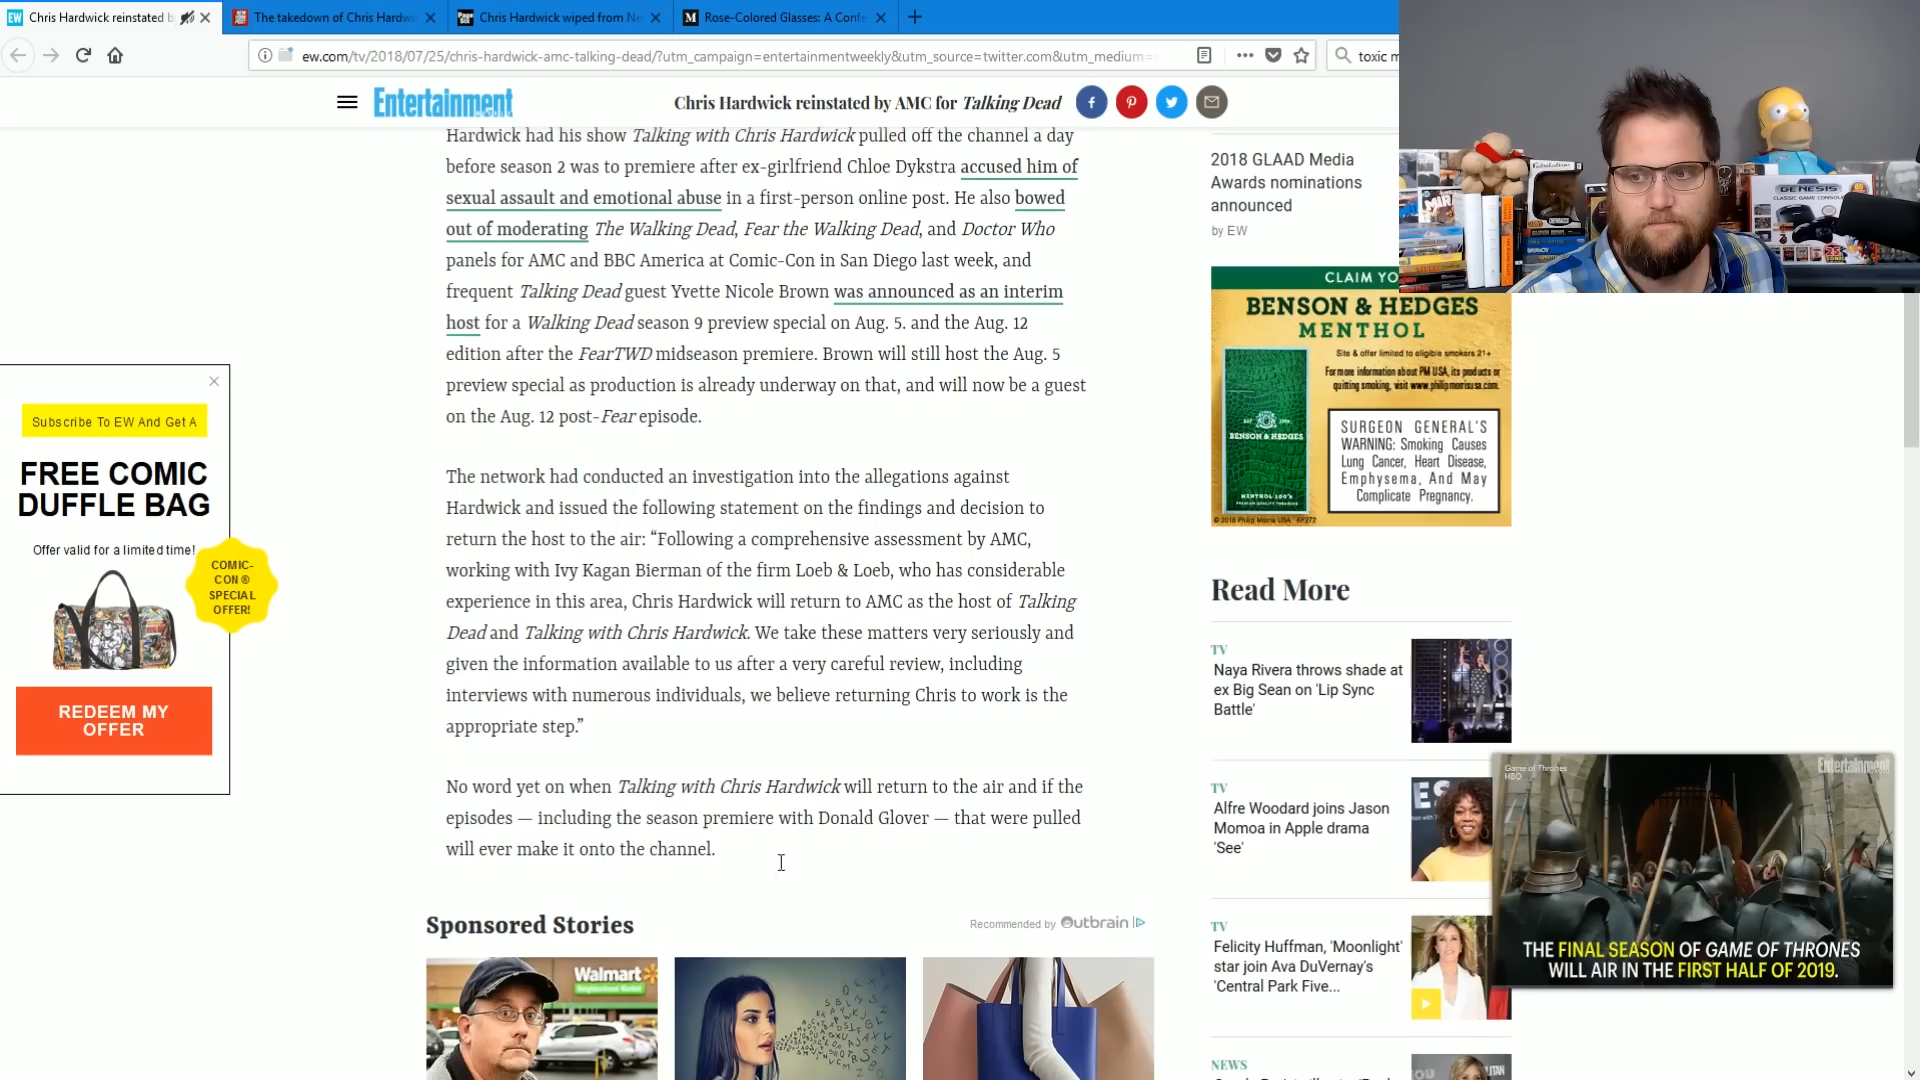 Chris Hardwick reinstated b
The takedown of Chris Hardw
Chris Hardwick wiped from Ne
Rose-Colored Glasses: A Confe
ew.com/tv/2018/07/25/chris-hardwick-amc-talking-dead/?utm_campaign=entertainmentweekly&utm_source=twitter.com&utm_medium=
toxic m
Entertainment
Chris Hardwick reinstated by AMC for Talking Dead
Hardwick had his show Talking with Chris Hardwick pulled off the channel a day
before season 2 was to premiere after ex-girlfriend Chloe Dykstra accused him of
sexual assault and emotional abuse in a first-person online post. He also bowed
out of moderating The Walking Dead, Fear the Walking Dead, and Doctor Who
panels for AMC and BBC America at Comic-Con in San Diego last week, and
frequent Talking Dead guest Yvette Nicole Brown was announced as an interim
host for a Walking Dead season 9 preview special on Aug. 5. and the Aug. 12
edition after the FearTWD midseason premiere. Brown will still host the Aug. 5
preview special as production is already underway on that, and will now be a guest
on the Aug. 12 post-Fear episode.
The network had conducted an investigation into the allegations against
Hardwick and issued the following statement on the findings and decision to
return the host to the air: “Following a comprehensive assessment by AMC,
working with Ivy Kagan Bierman of the firm Loeb & Loeb, who has considerable
experience in this area, Chris Hardwick will return to AMC as the host of Talking
Dead and Talking with Chris Hardwick. We take these matters very seriously and
given the information available to us after a very careful review, including
interviews with numerous individuals, we believe returning Chris to work is the
appropriate step.”
No word yet on when Talking with Chris Hardwick will return to the air and if the
episodes — including the season premiere with Donald Glover — that were pulled
will ever make it onto the channel.
Sponsored Stories
Recommended by Outbrain
Walmart
Subscribe To EW And Get A
FREE COMIC
DUFFLE BAG
Offer valid for a limited time!
COMIC-
CON ®
SPECIAL
OFFER!
REDEEM MY
OFFER
2018 GLAAD Media
Awards nominations
announced
by EW
CLAIM YO
BENSON & HEDGES
MENTHOL
Site & offer limited to eligible smokers 21+
For more information about PM USA, its products or
quitting smoking, visit www.philipmorrisusa.com.
BENSON & HEDGES
MENTHOL 100's
SURGEON GENERAL'S
WARNING: Smoking Causes
Lung Cancer, Heart Disease,
Emphysema, And May
Complicate Pregnancy.
© 2018 Philip Morris USA
Read More
TV
Naya Rivera throws shade at
ex Big Sean on 'Lip Sync
Battle'
TV
Alfre Woodard joins Jason
Momoa in Apple drama
'See'
TV
Felicity Huffman, 'Moonlight'
star join Ava DuVernay's
'Central Park Five...
NEWS
Game of Thrones
HBO
Entertainment
THE FINAL SEASON OF GAME OF THRONES
WILL AIR IN THE FIRST HALF OF 2019.
GENESIS